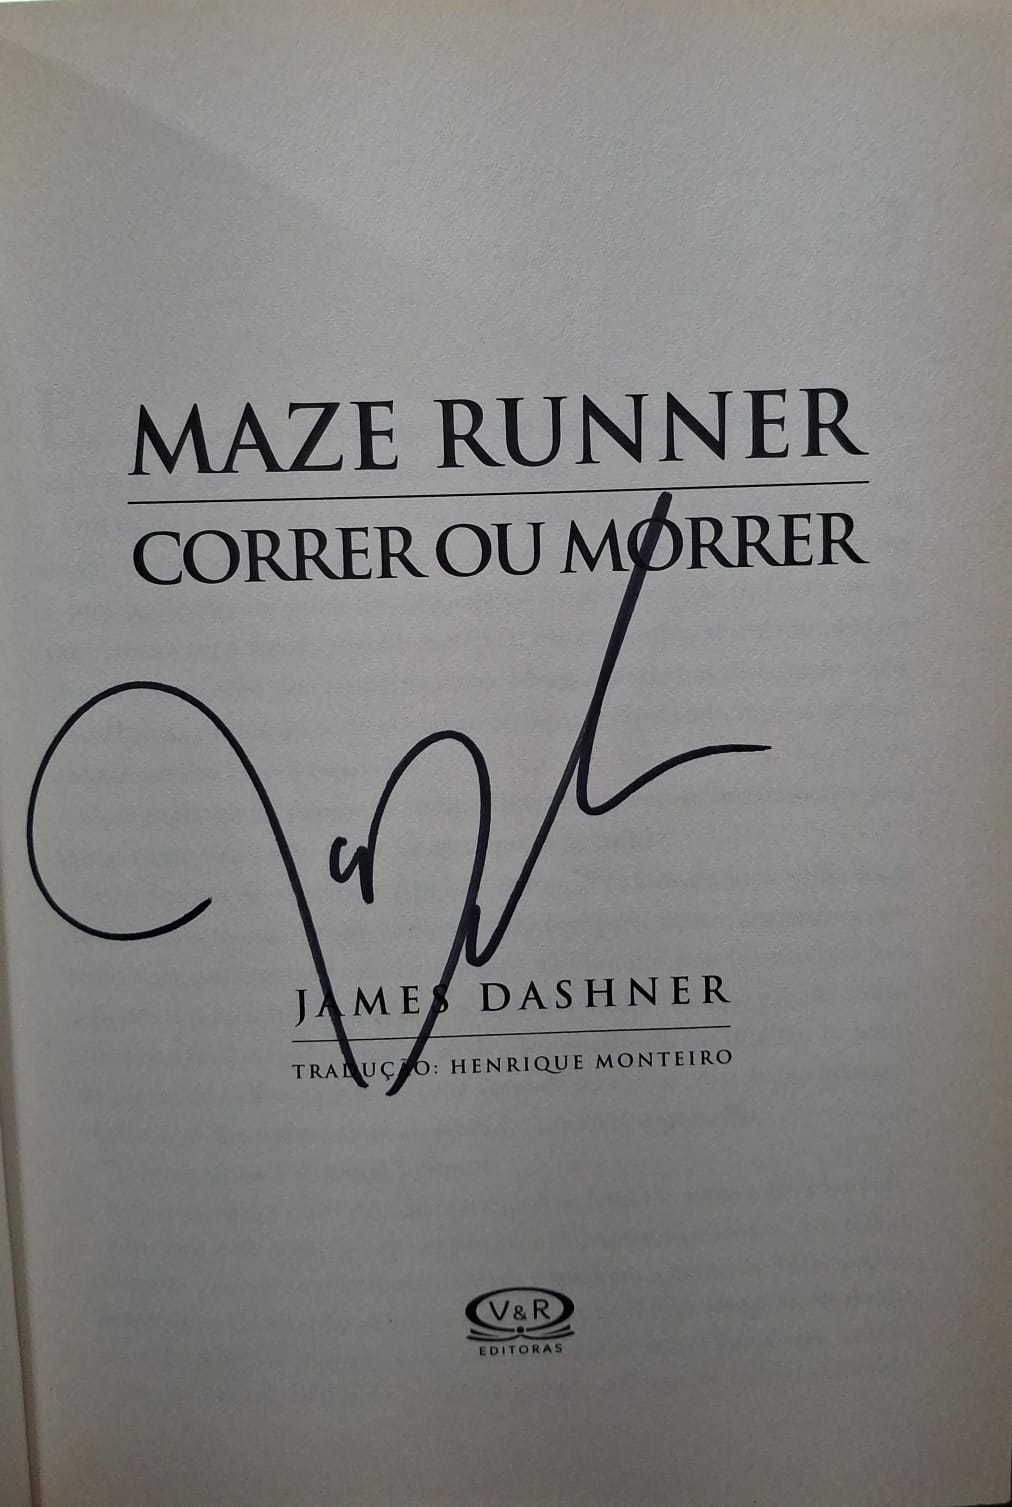 MAZE RUNNER
CORRER OU MORRER
JAMES DASHNER
TRADUÇÃO: HENRIQUE MONTEIRO
V&R
EDITORAS